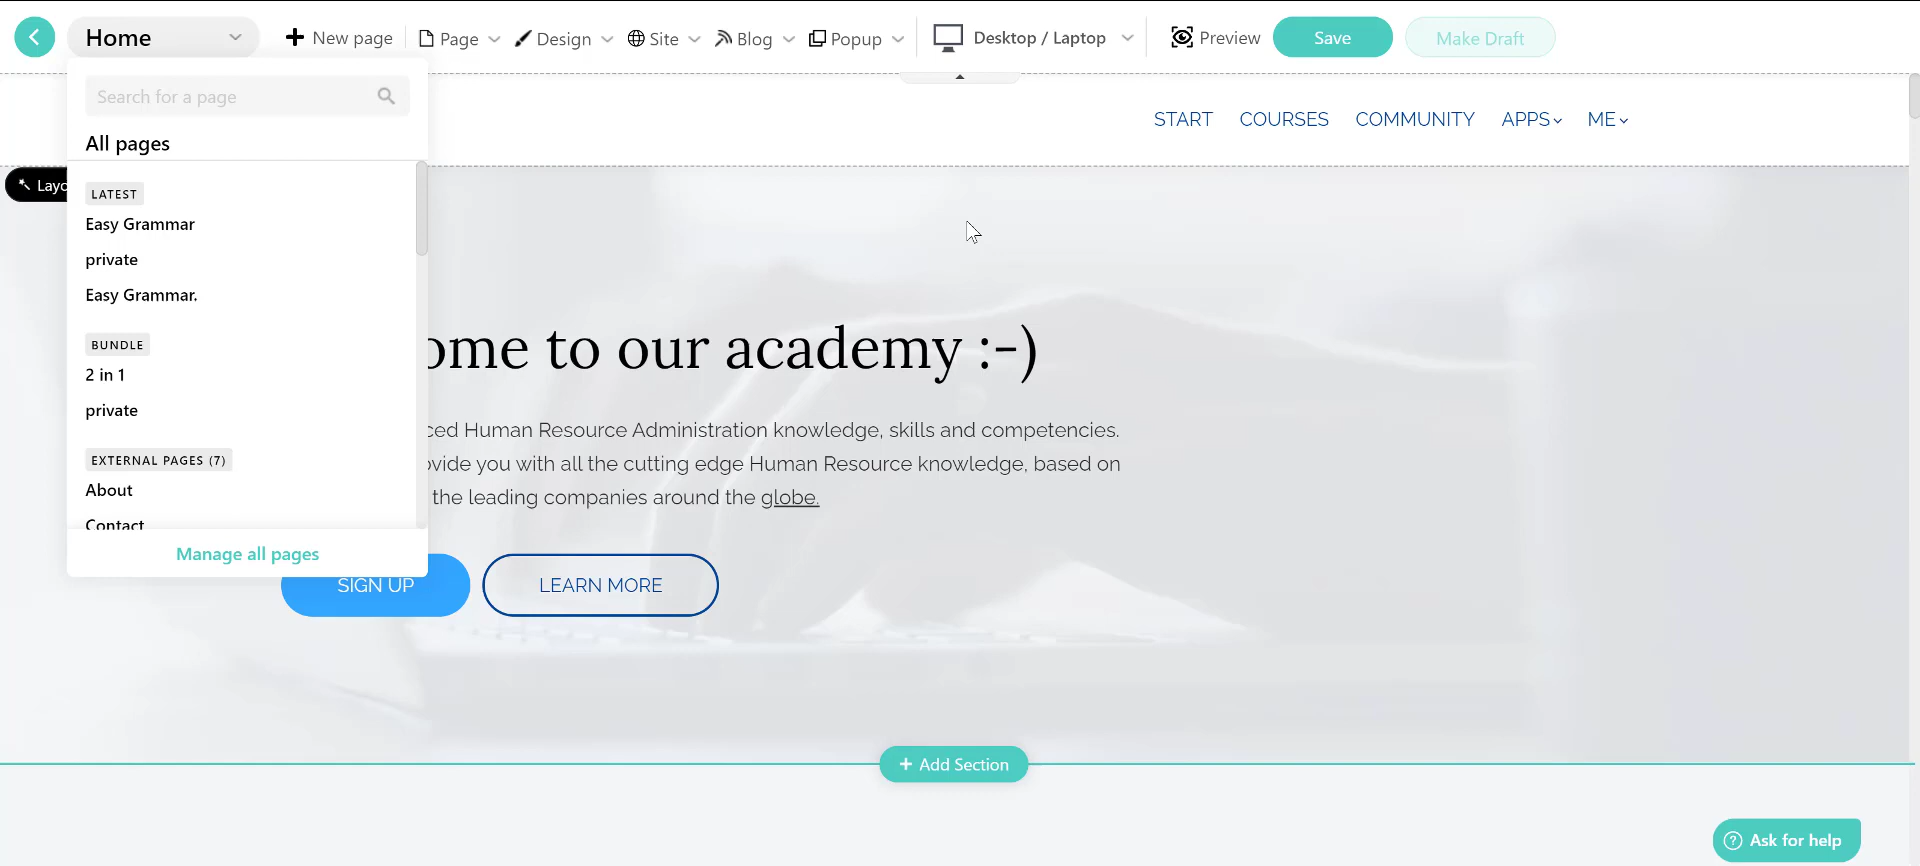 Home
New page
Page
Design
Site
Blog
Popup
Desktop / Laptop
Preview
Save
Make Draft
Search for a page
All pages
LATEST
Easy Grammar
private
Easy Grammar.
BUNDLE
2 in 1
private
EXTERNAL PAGES (7)
About
Contact
Manage all pages
START COURSES COMMUNITY APPS ME
to our academy :-)
Human Resource Administration knowledge, skills and competencies.
you with all the cutting edge Human Resource knowledge, based on
the leading companies around the globe.
SIGN UP
LEARN MORE
+ Add Section
? Ask for help